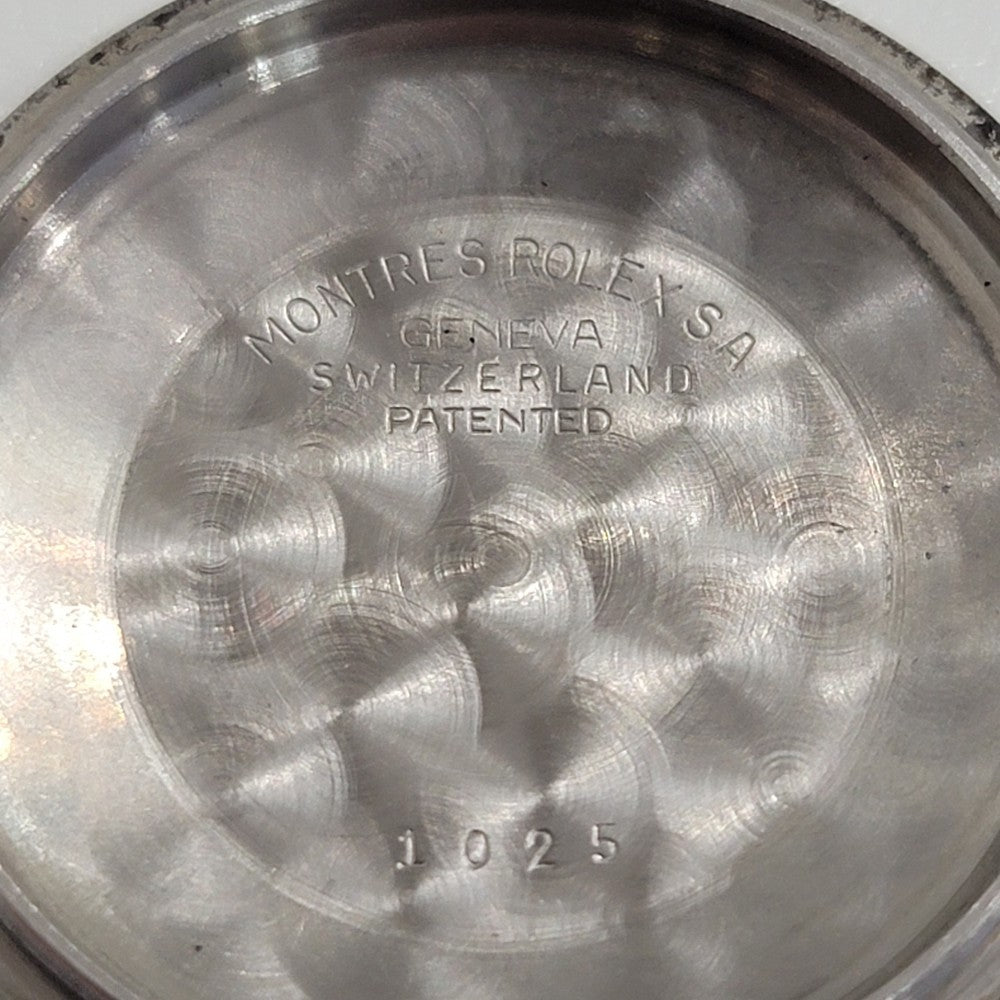 MONTRES ROLEX SA
GENEVA
SWITZERLAND
PATENTED
1025